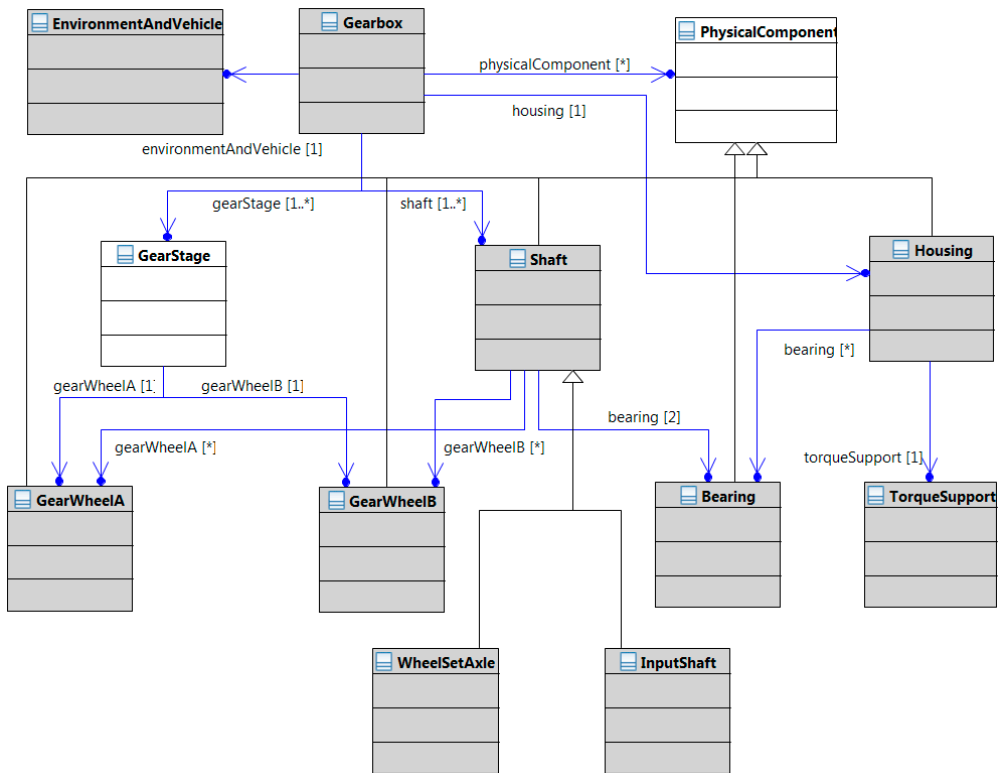 EnvironmentAndVehicle
Gearbox
PhysicalComponent
physicalComponent [*]
housing [1]
environmentAndVehicle [1]
gearStage [1..*]
shaft [1..*]
GearStage
Shaft
Housing
bearing [*]
gearWheelA [1]
gearWheelB [1]
bearing [2]
gearWheelA [*]
gearWheelB [*]
torqueSupport [1]
GearWheelA
GearWheelB
Bearing
TorqueSupport
WheelSetAxle
InputShaft